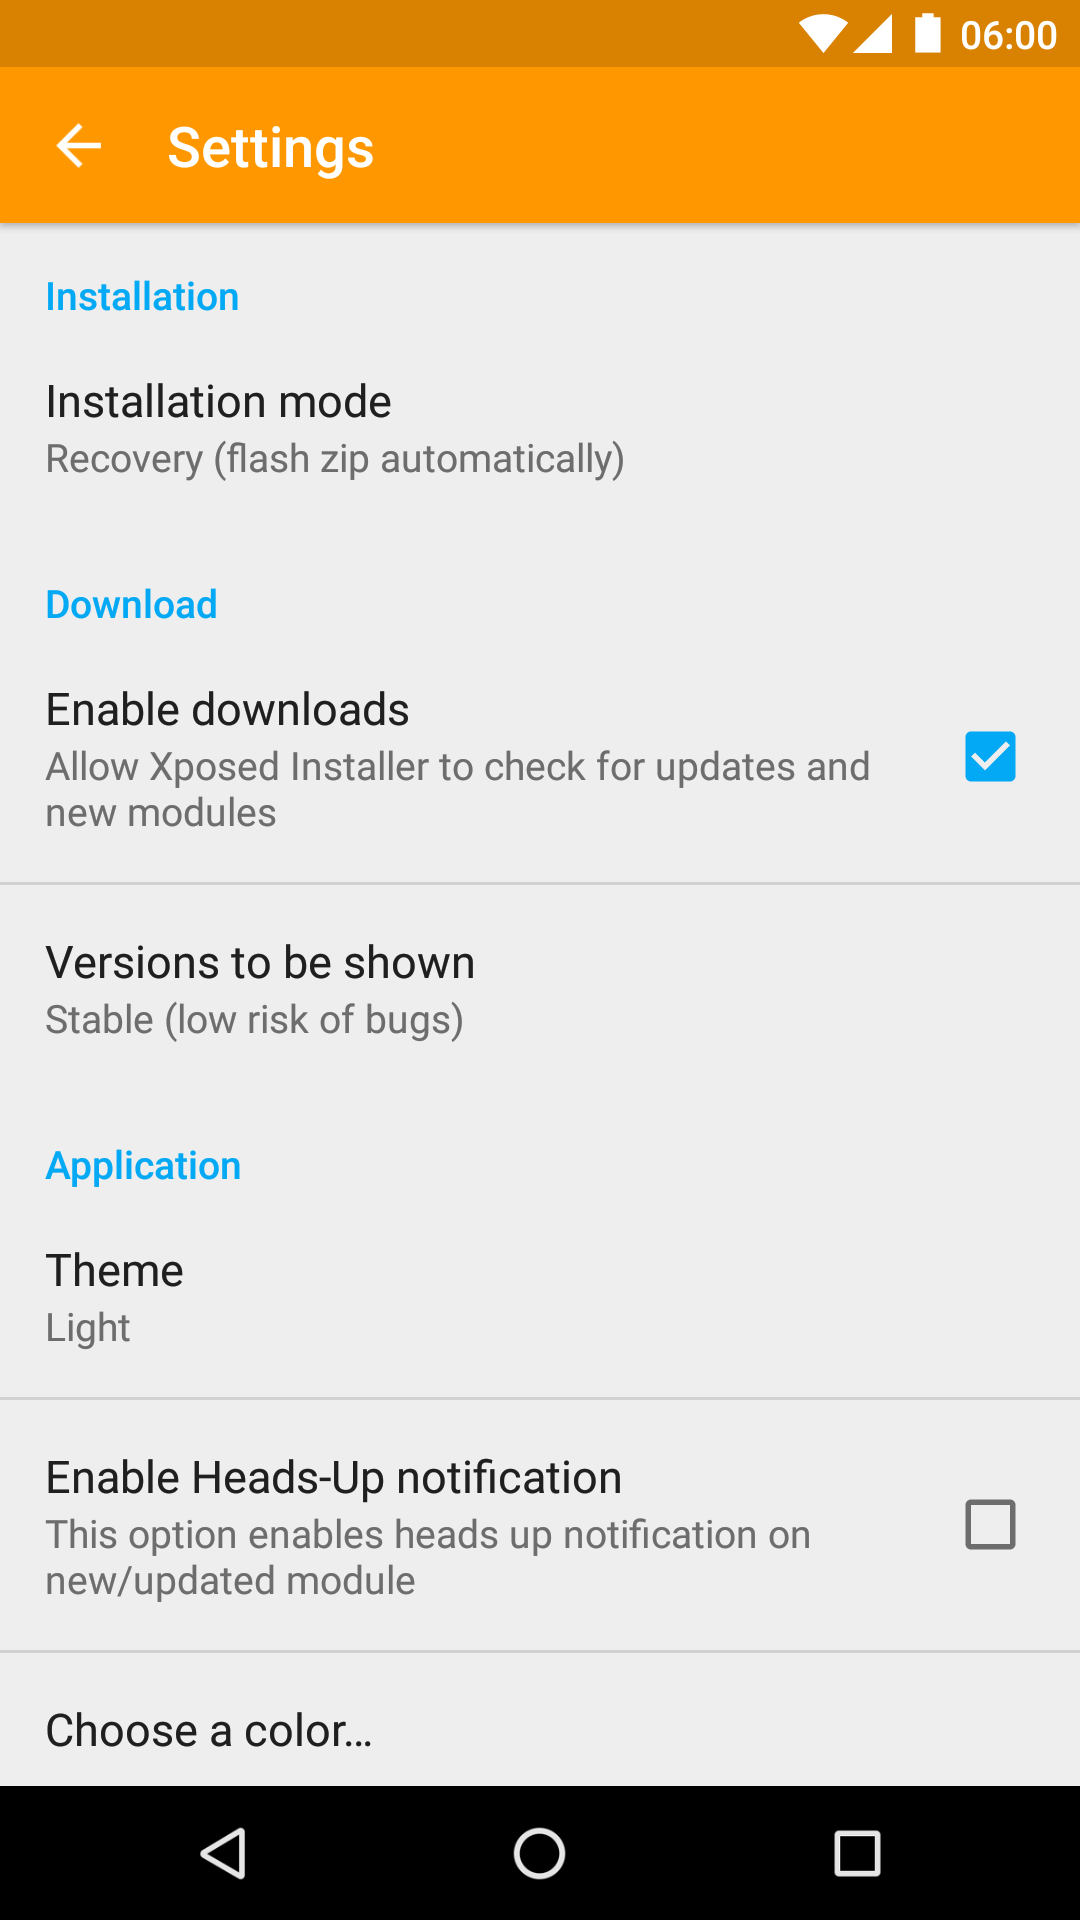 06:00
Settings
Installation
Installation mode
Recovery (flash zip automatically)
Download
Enable downloads
Allow Xposed Installer to check for updates and
new modules
Versions to be shown
Stable (low risk of bugs)
Application
Theme
Light
Enable Heads-Up notification
This option enables heads up notification on
new/updated module
Choose a color…